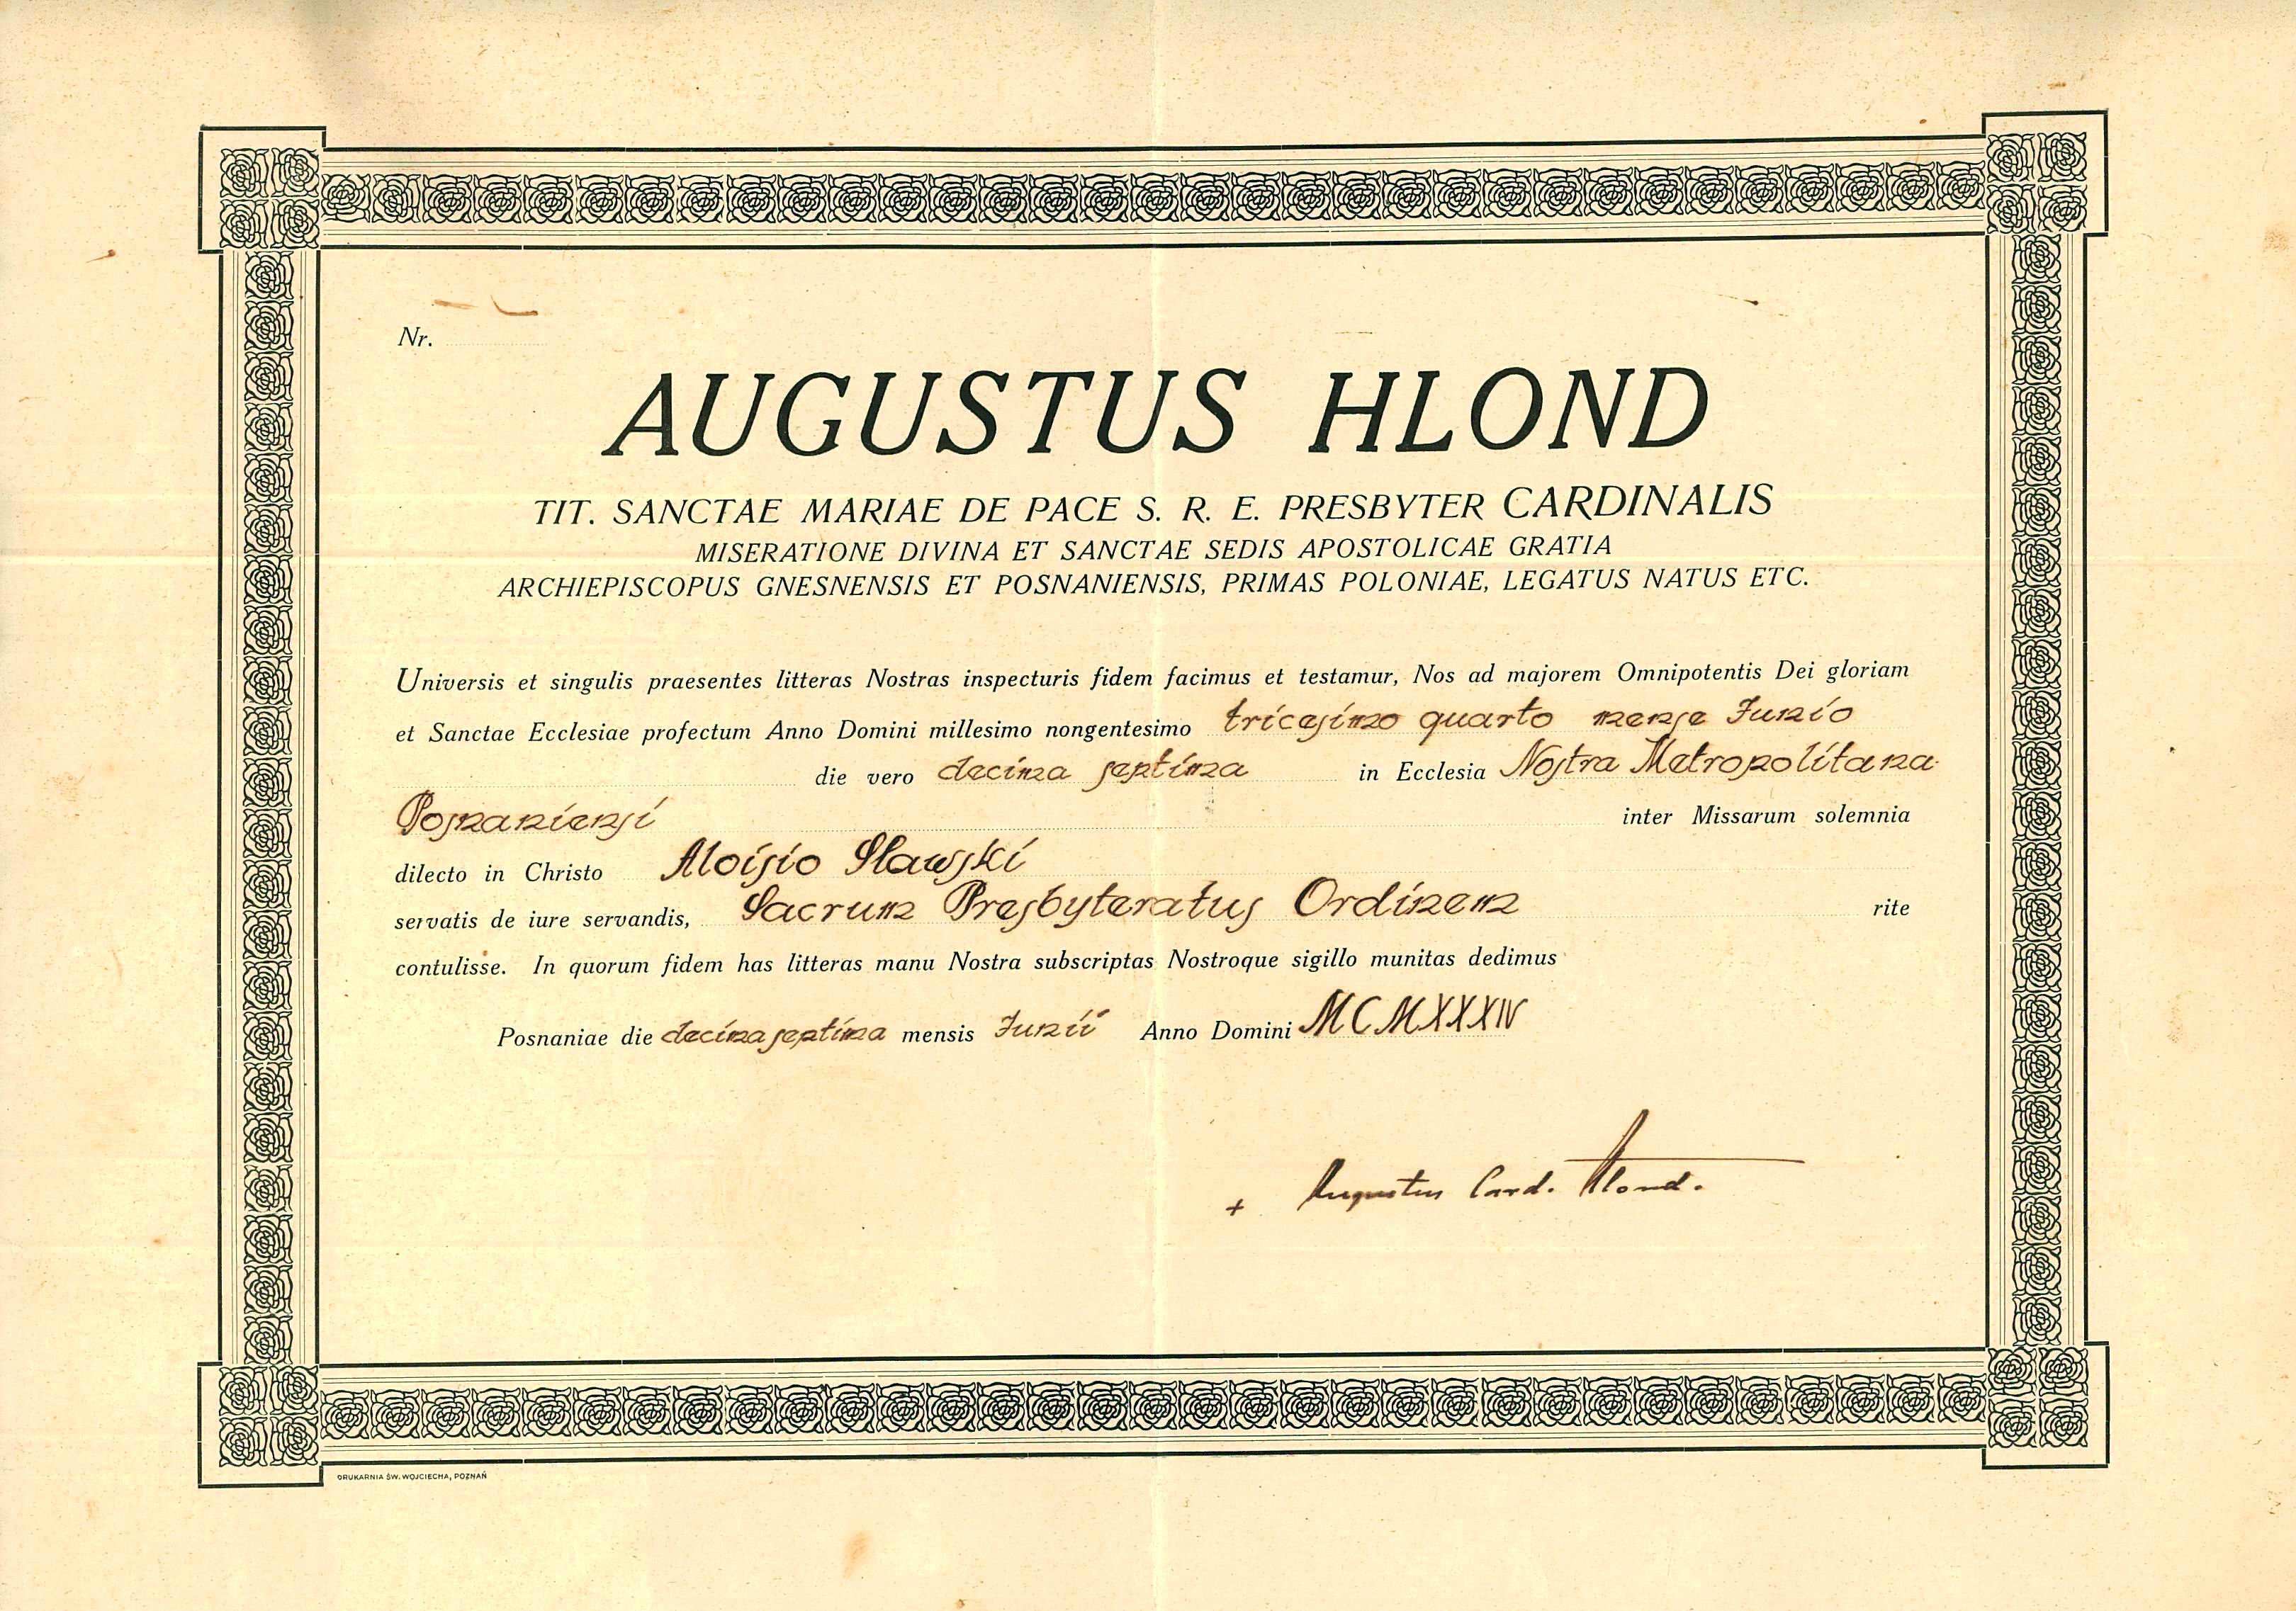 Nr.
AUGUSTUS HLOND
TIT. SANCTAE MARIAE DE PACE S. R. E. PRESBYTER CARDINALIS
MISERATIONE DIVINA ET SANCTAE SEDIS APOSTOLICAE GRATIA
ARCHIEPISCOPUS GNESNENSIS ET POSNANIENSIS, PRIMAS POLONIAE, LEGATUS NATUS ETC.
Universis et singulis praesentes litteras Nostras inspecturis fidem facimus et testamur, Nos ad majorem Omnipotentis Dei gloriam
et Sanctae Ecclesiae profectum Anno Domini millesimo nongentesimo tricesimo quarto mense Junio
die vero decima septima in Ecclesia Nostra Metropolitana
Posnaniensi inter Missarum solemnia
dilecto in Christo Aloisio Sławski
servatis de iure servandis, Sacrum Presbyteratus Ordinem rite
contulisse. In quorum fidem has litteras manu Nostra subscriptas Nostroque sigillo munitas dedimus
Posnaniae die decima septima mensis Junii Anno Domini MCMXXXIV
+ Augustus Card. Hlond.
DRUKARNIA ŚW. WOJCIECHA, POZNAŃ